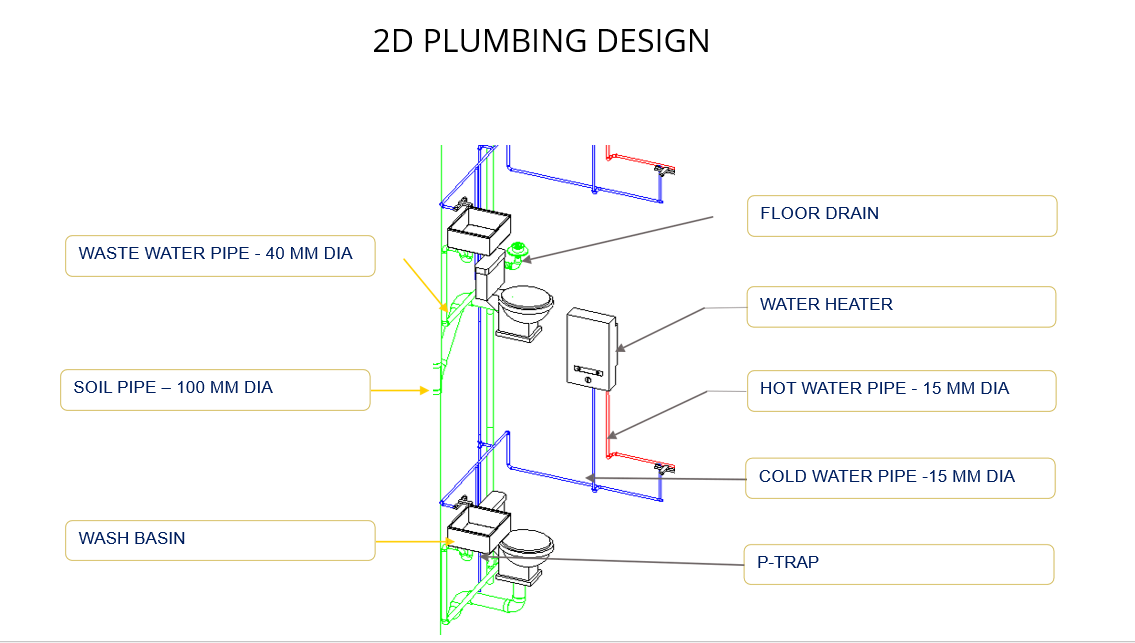 2D PLUMBING DESIGN
FLOOR DRAIN
WASTE WATER PIPE - 40 MM DIA
WATER HEATER
SOIL PIPE – 100 MM DIA
HOT WATER PIPE - 15 MM DIA
COLD WATER PIPE -15 MM DIA
WASH BASIN
P-TRAP